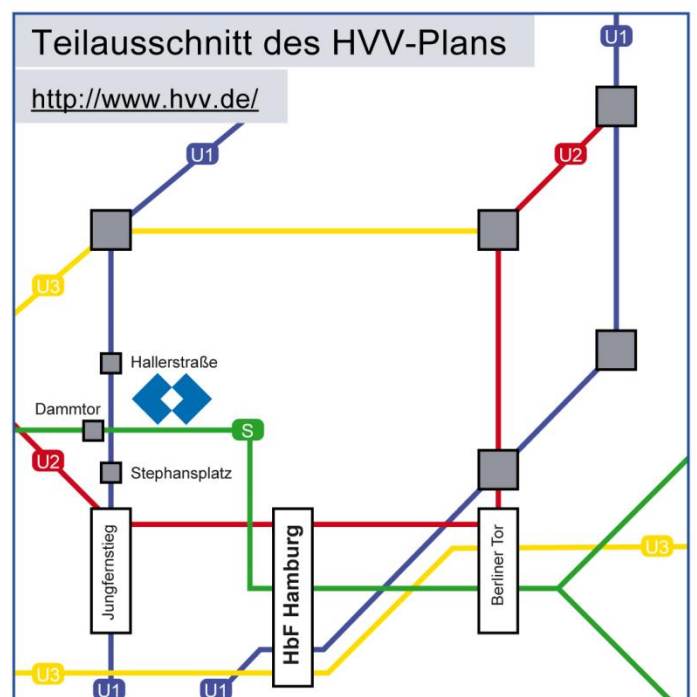 Teilausschnitt des HVV-Plans
http://www.hvv.de/
U1
U1
U2
U3
Hallerstraße
Dammtor
S
U2
Stephansplatz
Jungfernstieg
HbF Hamburg
Berliner Tor
U3
U3
U1
U1